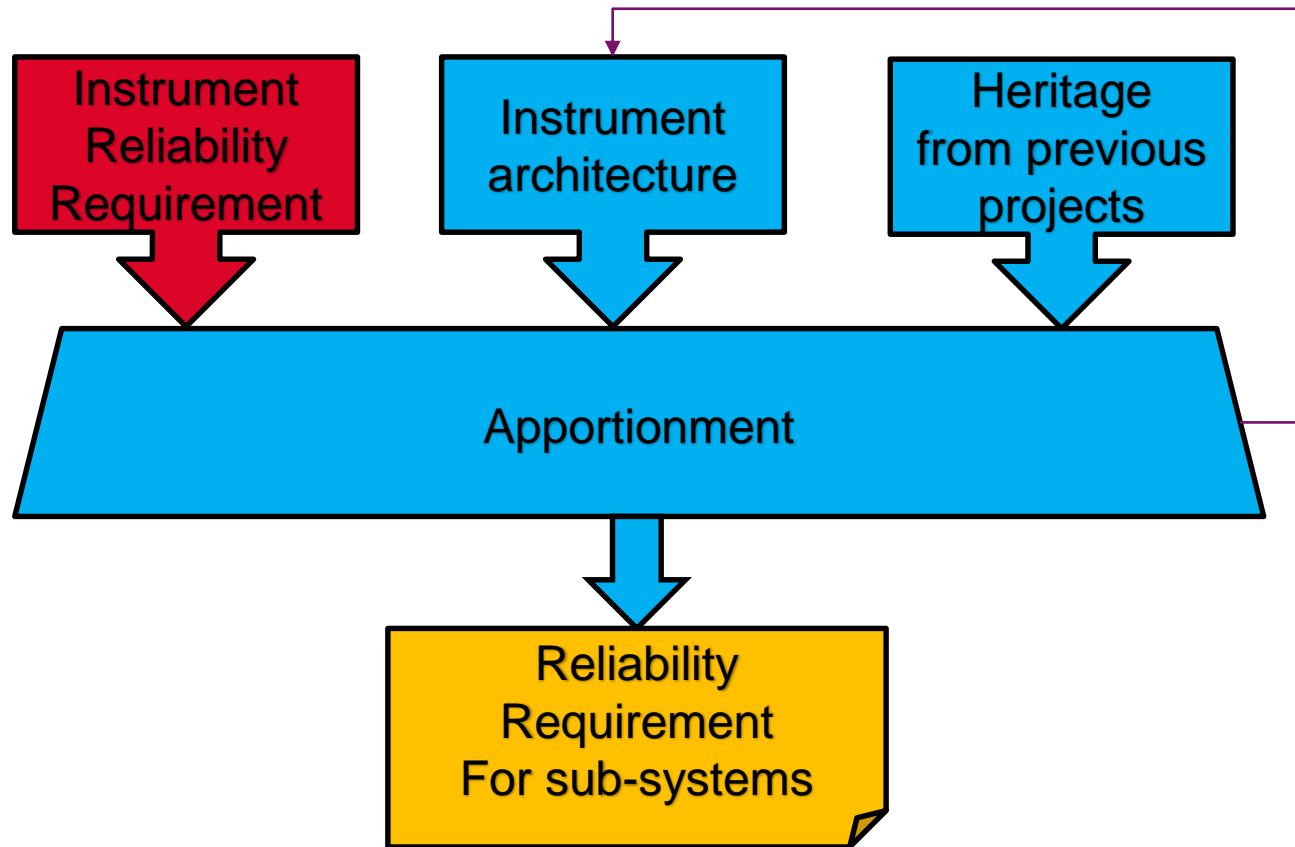 Instrument
Reliability
Requirement
Instrument
architecture
Heritage
from previous
projects
Apportionment
Reliability
Requirement
For sub-systems